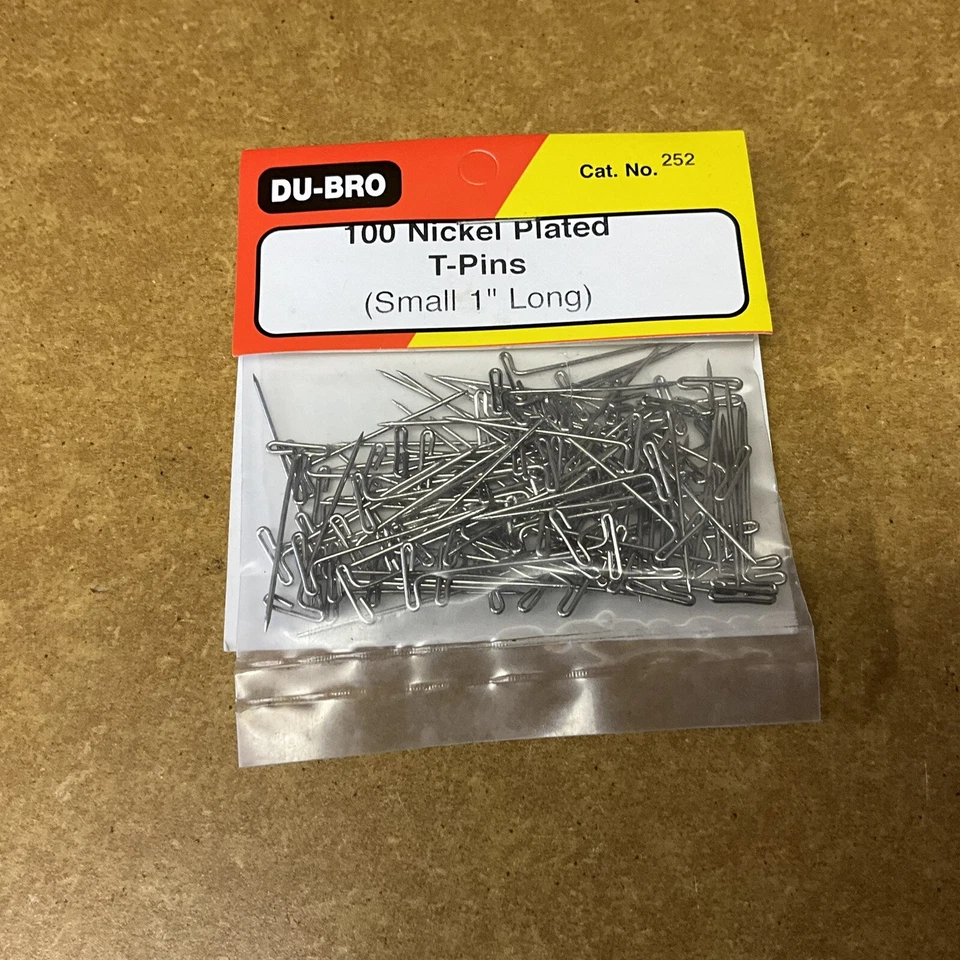 DU-BRO
Cat. No. 252
100 Nickel Plated
T-Pins
(Small 1" Long)